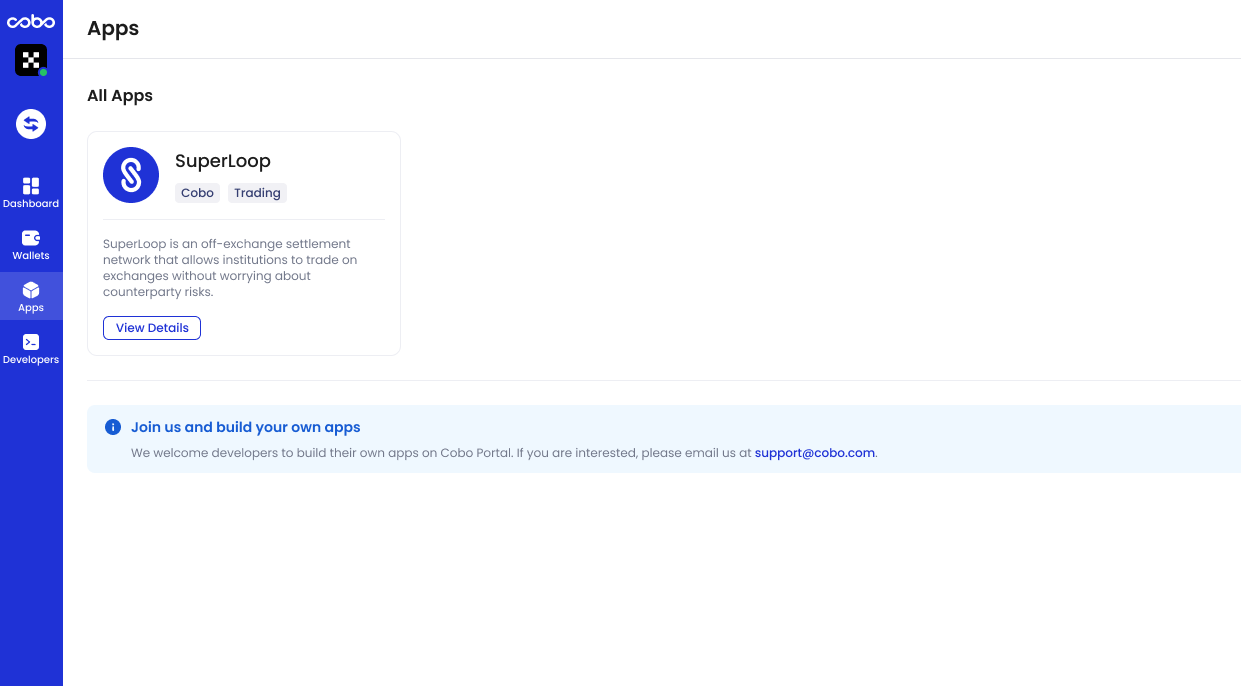 cobo
Apps
Dashboard
Wallets
Apps
Developers
All Apps
SuperLoop
Cobo Trading
SuperLoop is an off-exchange settlement
network that allows institutions to trade on
exchanges without worrying about
counterparty risks.
View Details
Join us and build your own apps
We welcome developers to build their own apps on Cobo Portal. If you are interested, please email us at support@cobo.com.